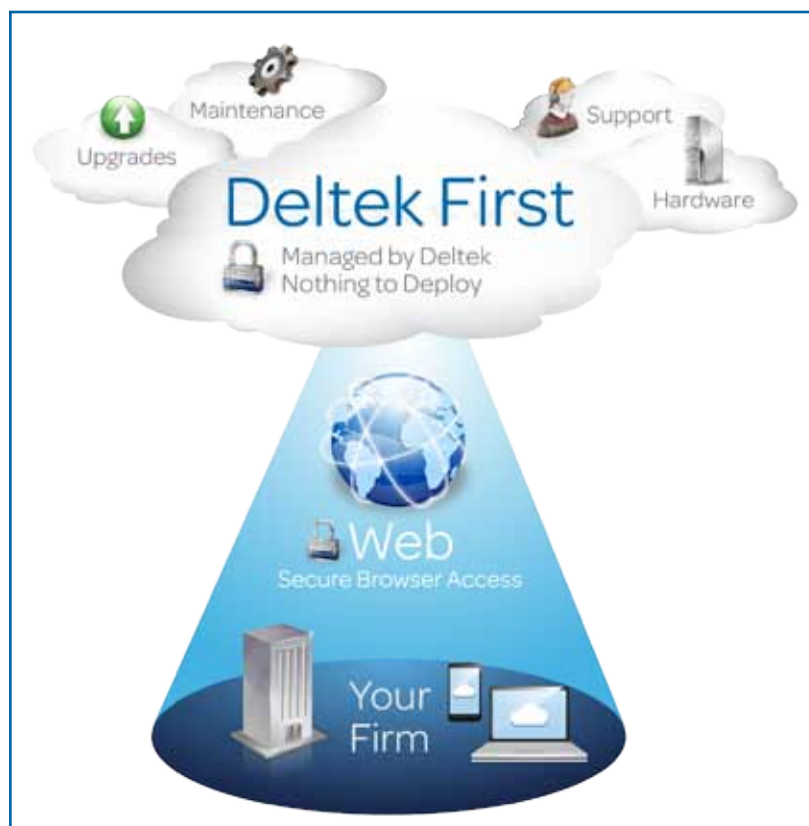 Maintenance
Upgrades
Support
Hardware
Deltek First
Managed by Deltek
Nothing to Deploy
Web
Secure Browser Access
Your
Firm